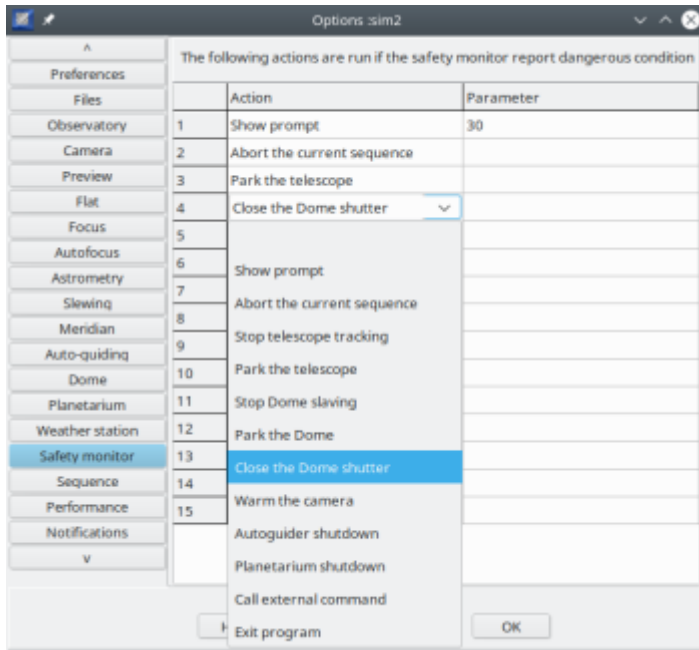 Options :sim2
The following actions are run if the safety monitor report dangerous condition
Preferences
Files
Observatory
Camera
Preview
Flat
Focus
Autofocus
Astrometry
Slewing
Meridian
Auto-guiding
Dome
Planetarium
Weather station
Safety monitor
Sequence
Performance
Notifications
Action Parameter
1 Show prompt 30
2 Abort the current sequence
3 Park the telescope
4 Close the Dome shutter
5
6
7
8
9
10
11
12
13
14
15
Show prompt
Abort the current sequence
Stop telescope tracking
Park the telescope
Stop Dome slaving
Park the Dome
Close the Dome shutter
Warm the camera
Autoguider shutdown
Planetarium shutdown
Call external command
Exit program
OK